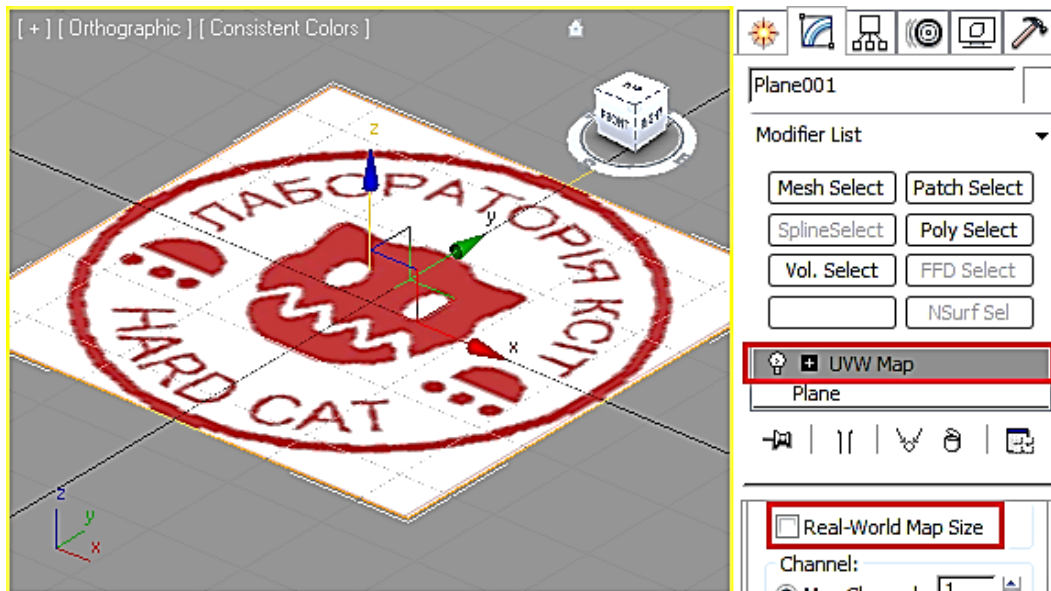 [ + ] [ Orthographic ] [ Consistent Colors ]
z
y
x
FRONT
ЛАБОРАТОРІЯ КСІТ
HARD CAT
z
y
x
Plane001
Modifier List
Mesh Select
Patch Select
SplineSelect
Poly Select
Vol. Select
FFD Select
NSurf Sel
UVW Map
Plane
Real-World Map Size
Channel:
1